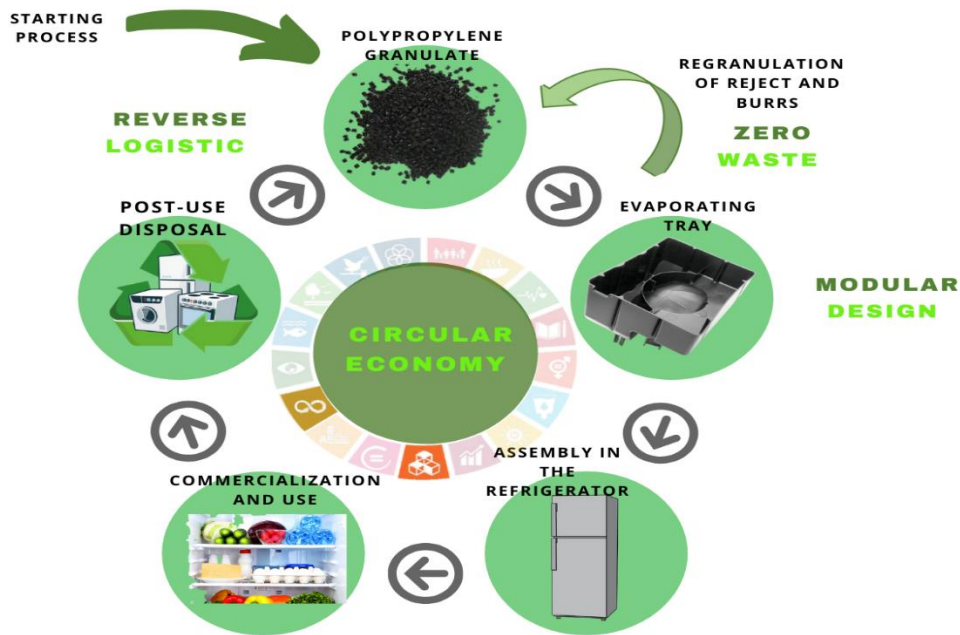 STARTING
PROCESS
POLYPROPYLENE
GRANULATE
REGRANULATION
OF REJECT AND
BURRS
REVERSE
LOGISTIC
ZERO
WASTE
POST-USE
DISPOSAL
EVAPORATING
TRAY
MODULAR
DESIGN
CIRCULAR
ECONOMY
ASSEMBLY IN
THE
REFRIGERATOR
COMMERCIALIZATION
AND USE